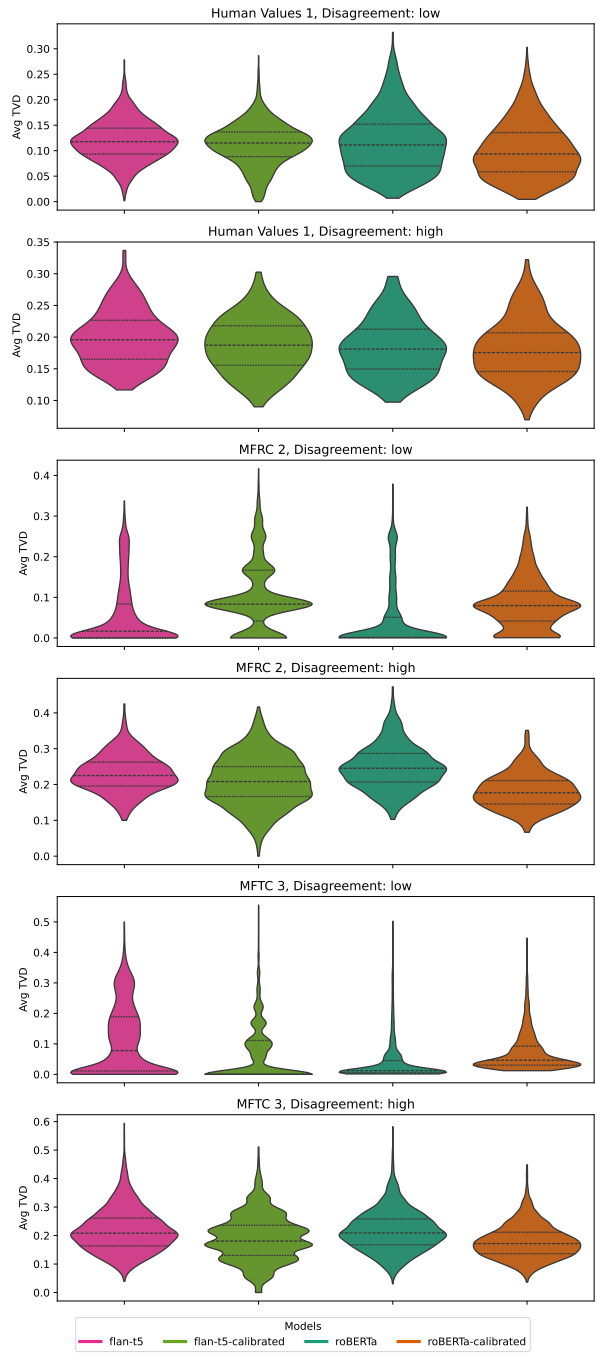 Human Values 1, Disagreement: low
Avg TVD
0.30
0.25
0.20
0.15
0.10
0.05
0.00
Human Values 1, Disagreement: high
Avg TVD
0.35
0.30
0.25
0.20
0.15
0.10
MFRC 2, Disagreement: low
Avg TVD
0.4
0.3
0.2
0.1
0.0
MFRC 2, Disagreement: high
Avg TVD
0.4
0.3
0.2
0.1
0.0
MFTC 3, Disagreement: low
Avg TVD
0.5
0.4
0.3
0.2
0.1
0.0
MFTC 3, Disagreement: high
Avg TVD
0.6
0.5
0.4
0.3
0.2
0.1
0.0
Models
flan-t5 flan-t5-calibrated roBERTa roBERTa-calibrated